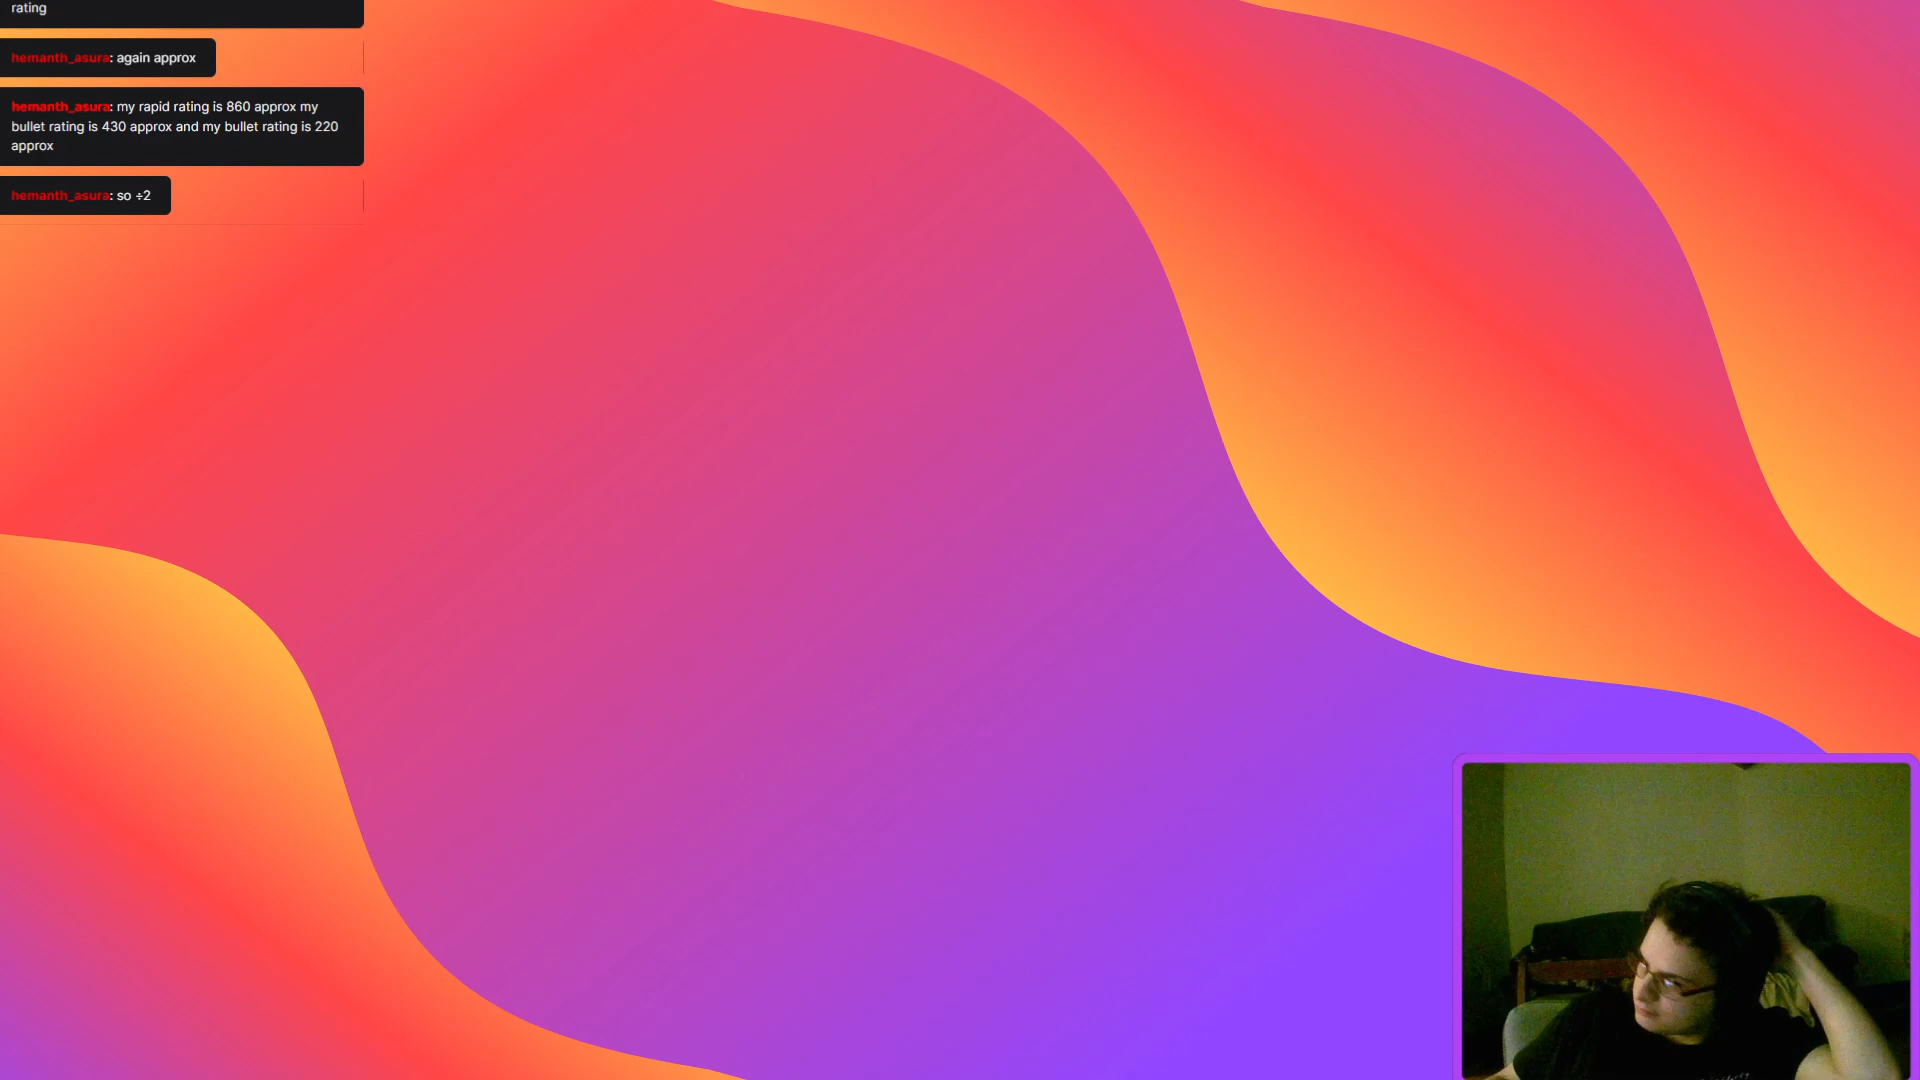 rating
hemanth_asura: again approx
hemanth_asura: my rapid rating is 860 approx my
bullet rating is 430 approx and my bullet rating is 220
approx
hemanth_asura: so ÷2